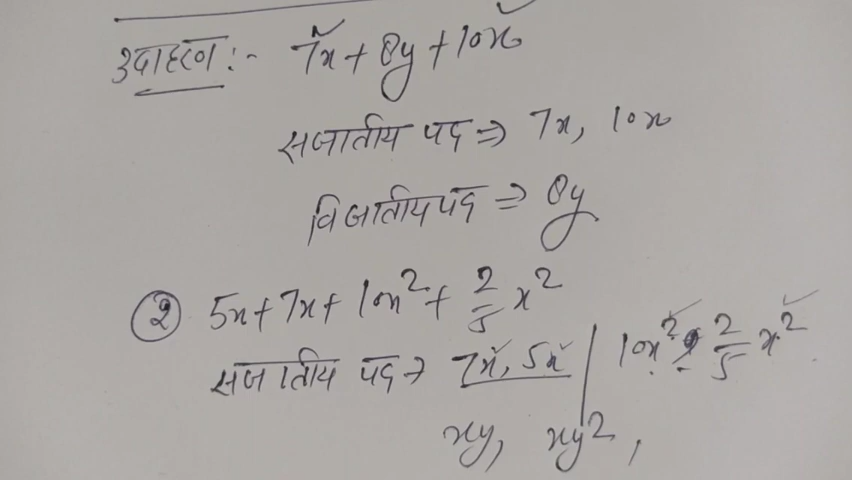 उदाहरण :- 7x + 8y + 10x
सजातीय पद ⇒ 7x, 10x
विजातीय पद ⇒ 8y
② 5x + 7x + 10x² + 2/5 x²
सजातीय पद → 7x, 5x | 10x², 2/5 x²
xy, xy²,